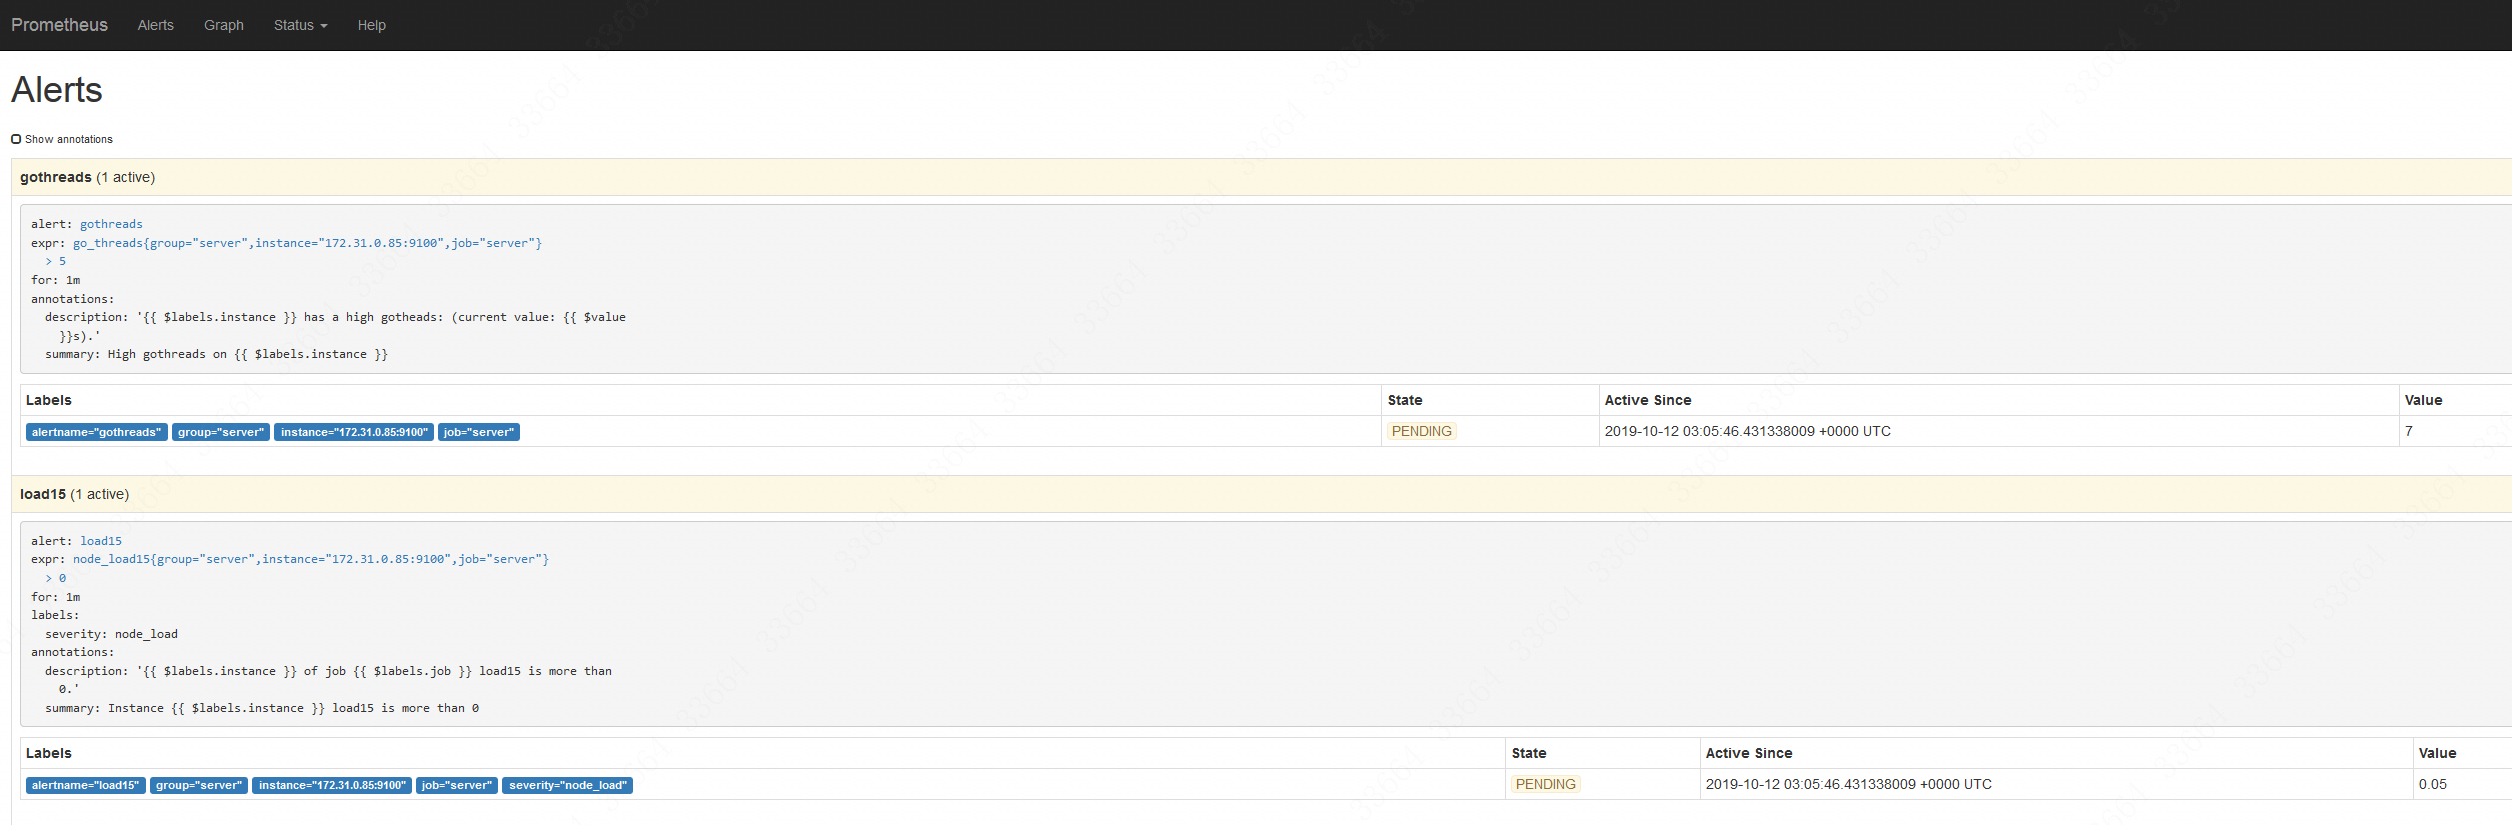 Prometheus Alerts Graph Status Help
Alerts
Show annotations
gothreads (1 active)
alert: gothreads
expr: go_threads{group="server",instance="172.31.0.85:9100",job="server"}
> 5
for: 1m
annotations:
description: '{{ $labels.instance }} has a high gotheads: (current value: {{ $value
}}s).'
summary: High gothreads on {{ $labels.instance }}
Labels State Active Since Value
alertname="gothreads" group="server" instance="172.31.0.85:9100" job="server" PENDING 2019-10-12 03:05:46.431338009 +0000 UTC 7
load15 (1 active)
alert: load15
expr: node_load15{group="server",instance="172.31.0.85:9100",job="server"}
> 0
for: 1m
labels:
severity: node_load
annotations:
description: '{{ $labels.instance }} of job {{ $labels.job }} load15 is more than
0.'
summary: Instance {{ $labels.instance }} load15 is more than 0
Labels State Active Since Value
alertname="load15" group="server" instance="172.31.0.85:9100" job="server" severity="node_load" PENDING 2019-10-12 03:05:46.431338009 +0000 UTC 0.05
33664